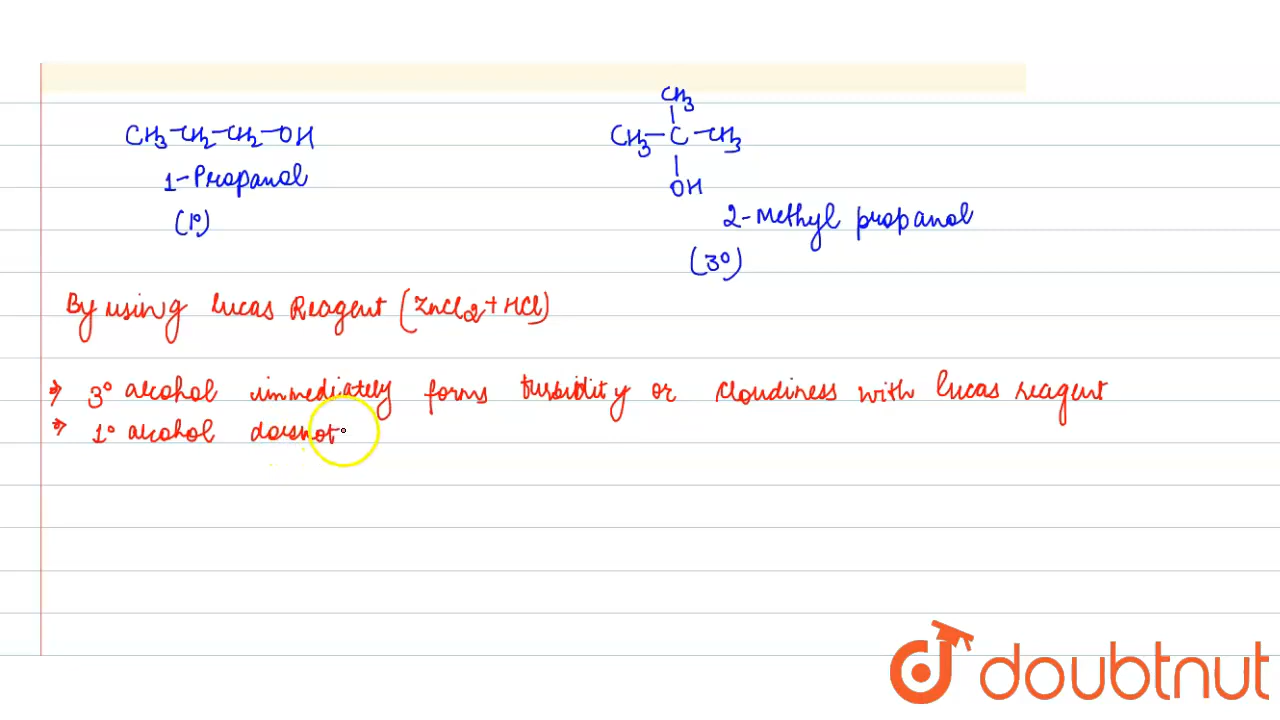 CH3-CH2-CH2-OH
1-Propanol
(1°)
CH3
CH3-C-CH3
OH
2-Methyl propanol
(3°)
By using Lucas Reagent (ZnCl2+HCl)
⇒ 3° alcohol immediately forms turbidity or cloudiness with lucas reagent
⇒ 1° alcohol doesnot
doubtnut